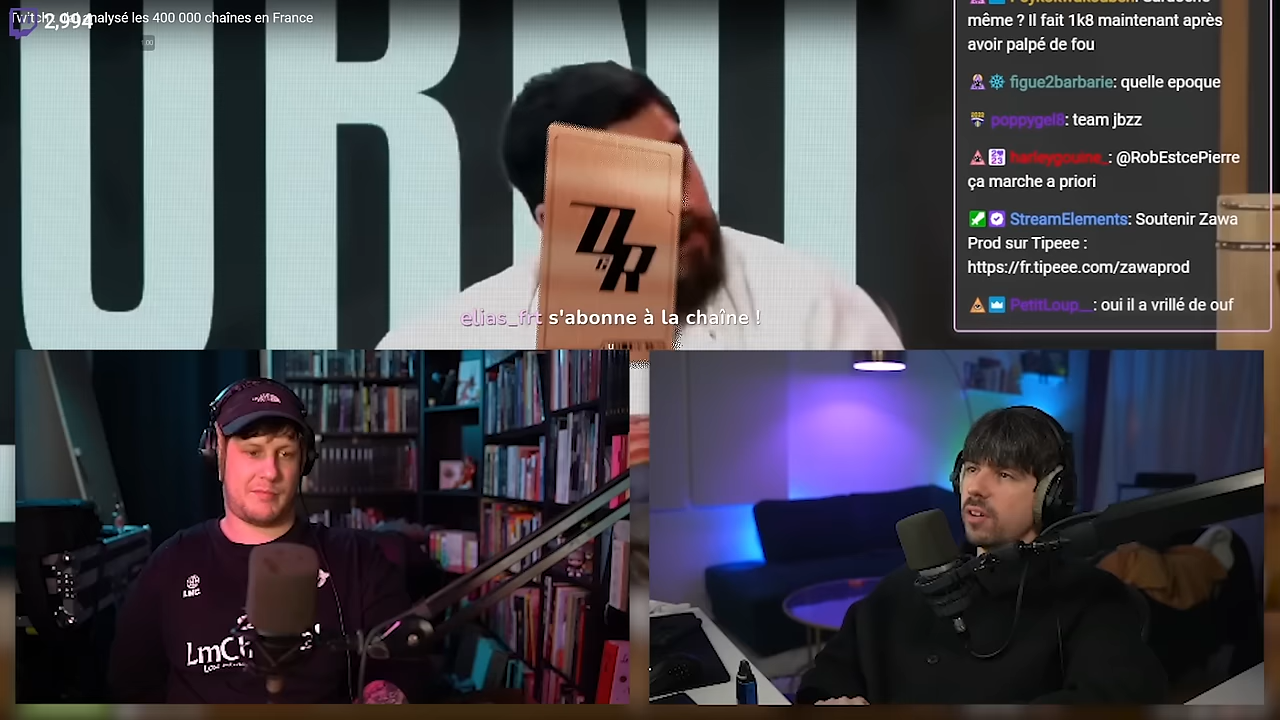 analysé les 400 000 chaînes en France
2,994
même ? Il fait 1k8 maintenant après
avoir palpé de fou
figue2barbarie: quelle epoque
poppygel8: team jbzz
harleygouine_: @RobEstcePierre
ça marche a priori
StreamElements: Soutenir Zawa
Prod sur Tipeee :
https://fr.tipeee.com/zawaprod
PetitLoup__: oui il a vrillé de ouf
elias_frt s'abonne à la chaîne !